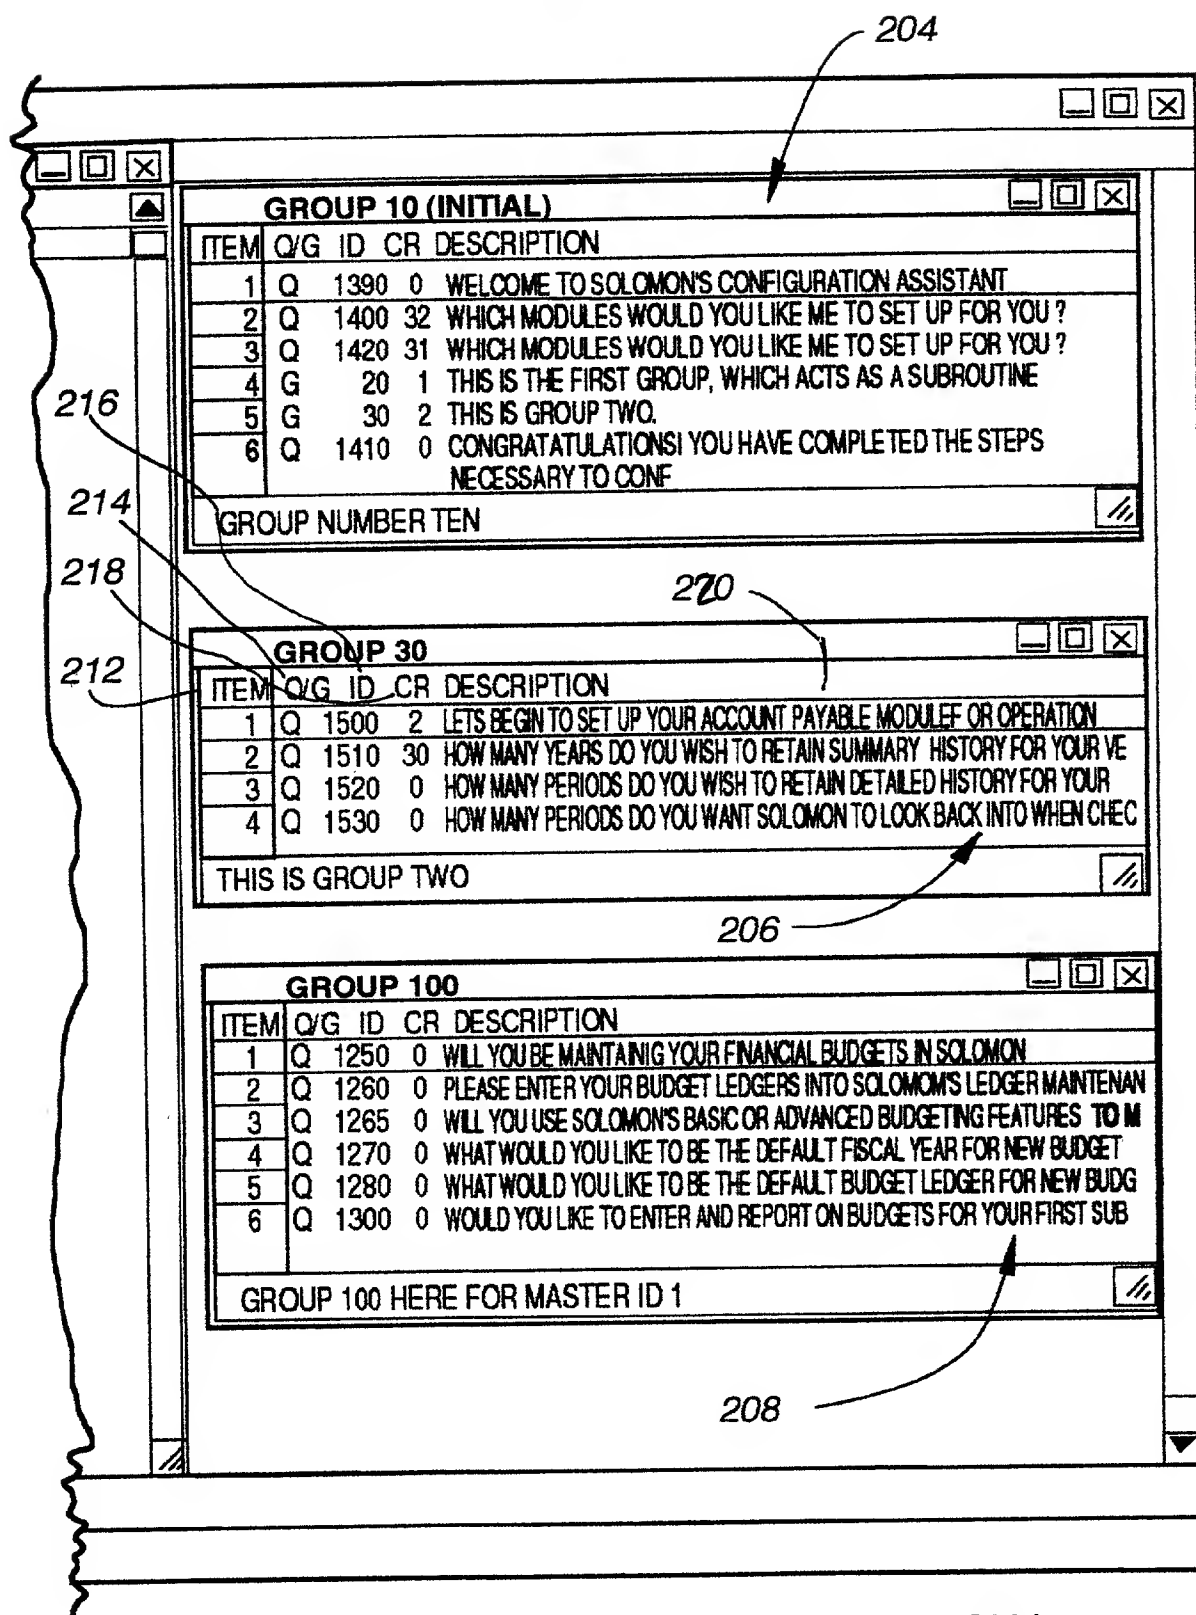 204
GROUP 10 (INITIAL)
ITEM Q/G ID CR DESCRIPTION
1 Q 1390 0 WELCOME TO SOLOMON'S CONFIGURATION ASSISTANT
2 Q 1400 32 WHICH MODULES WOULD YOU LIKE ME TO SET UP FOR YOU ?
3 Q 1420 31 WHICH MODULES WOULD YOU LIKE ME TO SET UP FOR YOU ?
4 G 20 1 THIS IS THE FIRST GROUP, WHICH ACTS AS A SUBROUTINE
5 G 30 2 THIS IS GROUP TWO.
6 Q 1410 0 CONGRATATULATIONS! YOU HAVE COMPLETED THE STEPS
NECESSARY TO CONF
GROUP NUMBER TEN
216
214
218
212
220
GROUP 30
ITEM Q/G ID CR DESCRIPTION
1 Q 1500 2 LETS BEGIN TO SET UP YOUR ACCOUNT PAYABLE MODULEF OR OPERATION
2 Q 1510 30 HOW MANY YEARS DO YOU WISH TO RETAIN SUMMARY HISTORY FOR YOUR VE
3 Q 1520 0 HOW MANY PERIODS DO YOU WISH TO RETAIN DETAILED HISTORY FOR YOUR
4 Q 1530 0 HOW MANY PERIODS DO YOU WANT SOLOMON TO LOOK BACK INTO WHEN CHEC
THIS IS GROUP TWO
206
GROUP 100
ITEM Q/G ID CR DESCRIPTION
1 Q 1250 0 WILL YOU BE MAINTAINIG YOUR FINANCIAL BUDGETS IN SOLOMON
2 Q 1260 0 PLEASE ENTER YOUR BUDGET LEDGERS INTO SOLOMOM'S LEDGER MAINTENAN
3 Q 1265 0 WILL YOU USE SOLOMON'S BASIC OR ADVANCED BUDGETING FEATURES TO M
4 Q 1270 0 WHAT WOULD YOU LIKE TO BE THE DEFAULT FISCAL YEAR FOR NEW BUDGET
5 Q 1280 0 WHAT WOULD YOU LIKE TO BE THE DEFAULT BUDGET LEDGER FOR NEW BUDG
6 Q 1300 0 WOULD YOU LIKE TO ENTER AND REPORT ON BUDGETS FOR YOUR FIRST SUB
GROUP 100 HERE FOR MASTER ID 1
208